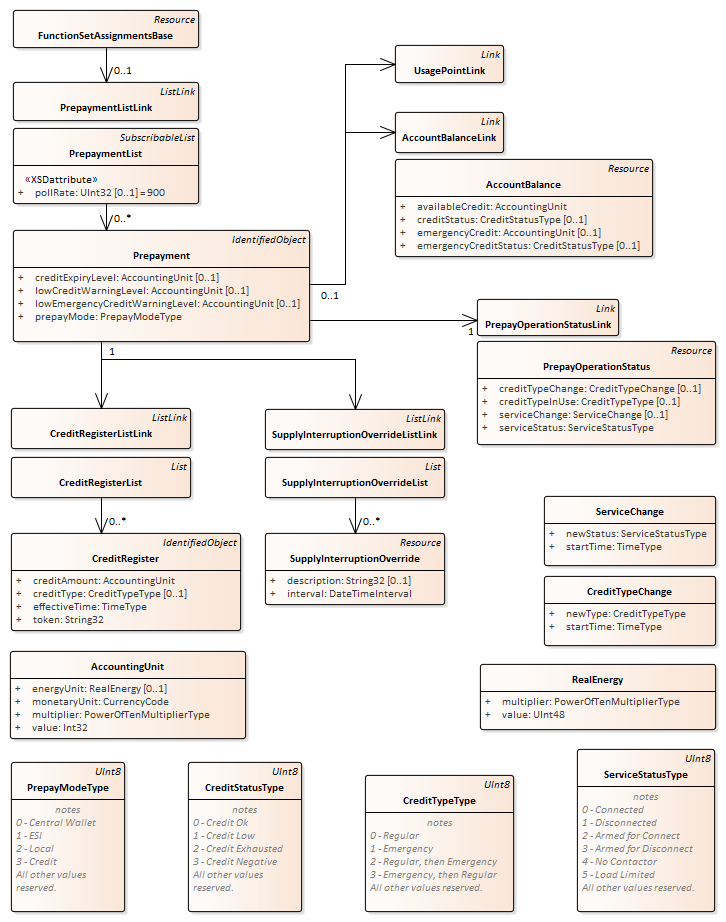 Resource
FunctionSetAssignmentsBase
0..1
ListLink
PrepaymentListLink
SubscribableList
PrepaymentList
«XSDattribute»
+ pollRate: UInt32 [0..1] = 900
0..*
IdentifiedObject
Prepayment
+ creditExpiryLevel: AccountingUnit [0..1]
+ lowCreditWarningLevel: AccountingUnit [0..1]
+ lowEmergencyCreditWarningLevel: AccountingUnit [0..1]
+ prepayMode: PrepayModeType
0..1
Link
UsagePointLink
Link
AccountBalanceLink
Resource
AccountBalance
+ availableCredit: AccountingUnit
+ creditStatus: CreditStatusType [0..1]
+ emergencyCredit: AccountingUnit [0..1]
+ emergencyCreditStatus: CreditStatusType [0..1]
1
Link
PrepayOperationStatusLink
Resource
PrepayOperationStatus
+ creditTypeChange: CreditTypeChange [0..1]
+ creditTypeInUse: CreditTypeType [0..1]
+ serviceChange: ServiceChange [0..1]
+ serviceStatus: ServiceStatusType
1
ListLink
CreditRegisterListLink
List
CreditRegisterList
0..*
IdentifiedObject
CreditRegister
+ creditAmount: AccountingUnit
+ creditType: CreditTypeType [0..1]
+ effectiveTime: TimeType
+ token: String32
ListLink
SupplyInterruptionOverrideListLink
List
SupplyInterruptionOverrideList
0..*
Resource
SupplyInterruptionOverride
+ description: String32 [0..1]
+ interval: DateTimeInterval
ServiceChange
+ newStatus: ServiceStatusType
+ startTime: TimeType
CreditTypeChange
+ newType: CreditTypeType
+ startTime: TimeType
AccountingUnit
+ energyUnit: RealEnergy [0..1]
+ monetaryUnit: CurrencyCode
+ multiplier: PowerOfTenMultiplierType
+ value: Int32
RealEnergy
+ multiplier: PowerOfTenMultiplierType
+ value: UInt48
UInt8
PrepayModeType
notes
0 - Central Wallet
1 - ESI
2 - Local
3 - Credit
All other values
reserved.
UInt8
CreditStatusType
notes
0 - Credit Ok
1 - Credit Low
2 - Credit Exhausted
3 - Credit Negative
All other values
reserved.
UInt8
CreditTypeType
notes
0 - Regular
1 - Emergency
2 - Regular, then Emergency
3 - Emergency, then Regular
All other values reserved.
UInt8
ServiceStatusType
notes
0 - Connected
1 - Disconnected
2 - Armed for Connect
3 - Armed for Disconnect
4 - No Contactor
5 - Load Limited
All other values reserved.